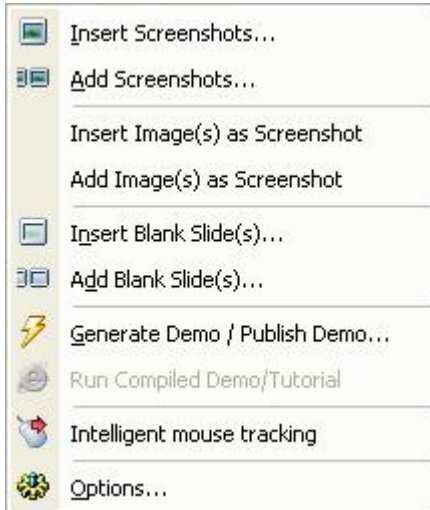 Insert Screenshots...
Add Screenshots...
Insert Image(s) as Screenshot
Add Image(s) as Screenshot
Insert Blank Slide(s)...
Add Blank Slide(s)...
Generate Demo / Publish Demo...
Run Compiled Demo/Tutorial
Intelligent mouse tracking
Options...